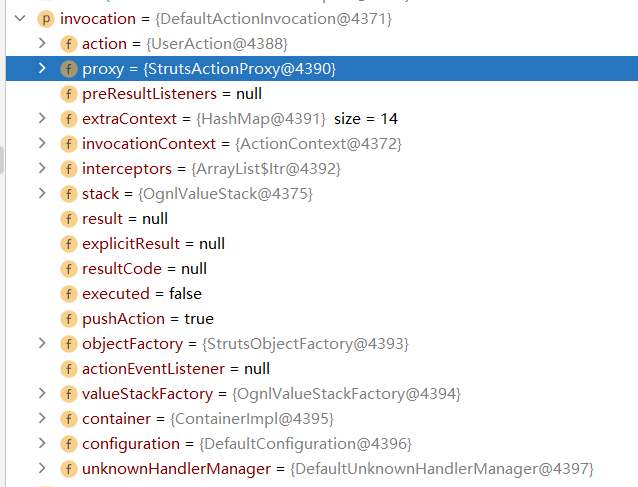 p invocation = {DefaultActionInvocation@4371}
f action = {UserAction@4388}
f proxy = {StrutsActionProxy@4390}
f preResultListeners = null
f extraContext = {HashMap@4391} size = 14
f invocationContext = {ActionContext@4372}
f interceptors = {ArrayList$Itr@4392}
f stack = {OgnlValueStack@4375}
f result = null
f explicitResult = null
f resultCode = null
f executed = false
f pushAction = true
f objectFactory = {StrutsObjectFactory@4393}
f actionEventListener = null
f valueStackFactory = {OgnlValueStackFactory@4394}
f container = {ContainerImpl@4395}
f configuration = {DefaultConfiguration@4396}
f unknownHandlerManager = {DefaultUnknownHandlerManager@4397}